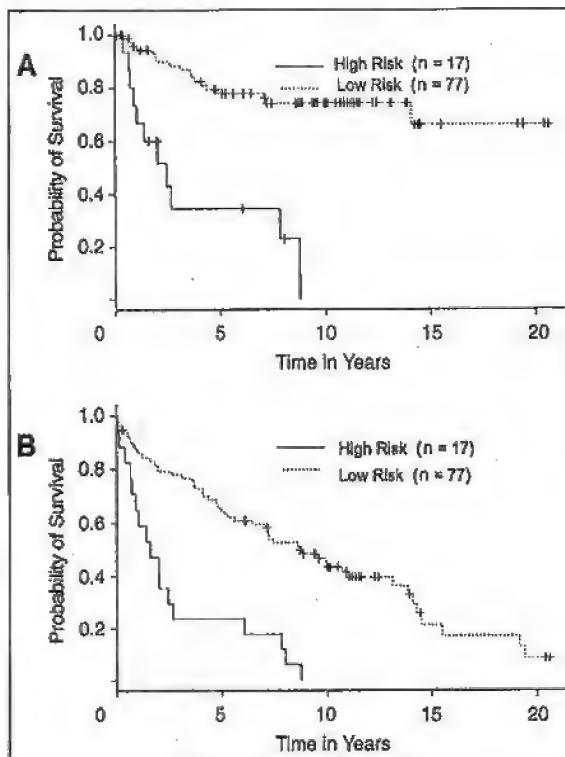 A
High Risk (n = 17)
Low Risk (n = 77)
Probability of Survival
1.0
0.8
0.6
0.4
0.2
0
5
10
15
20
Time in Years
B
High Risk (n = 17)
Low Risk (n = 77)
Probability of Survival
1.0
0.8
0.6
0.4
0.2
0
5
10
15
20
Time in Years